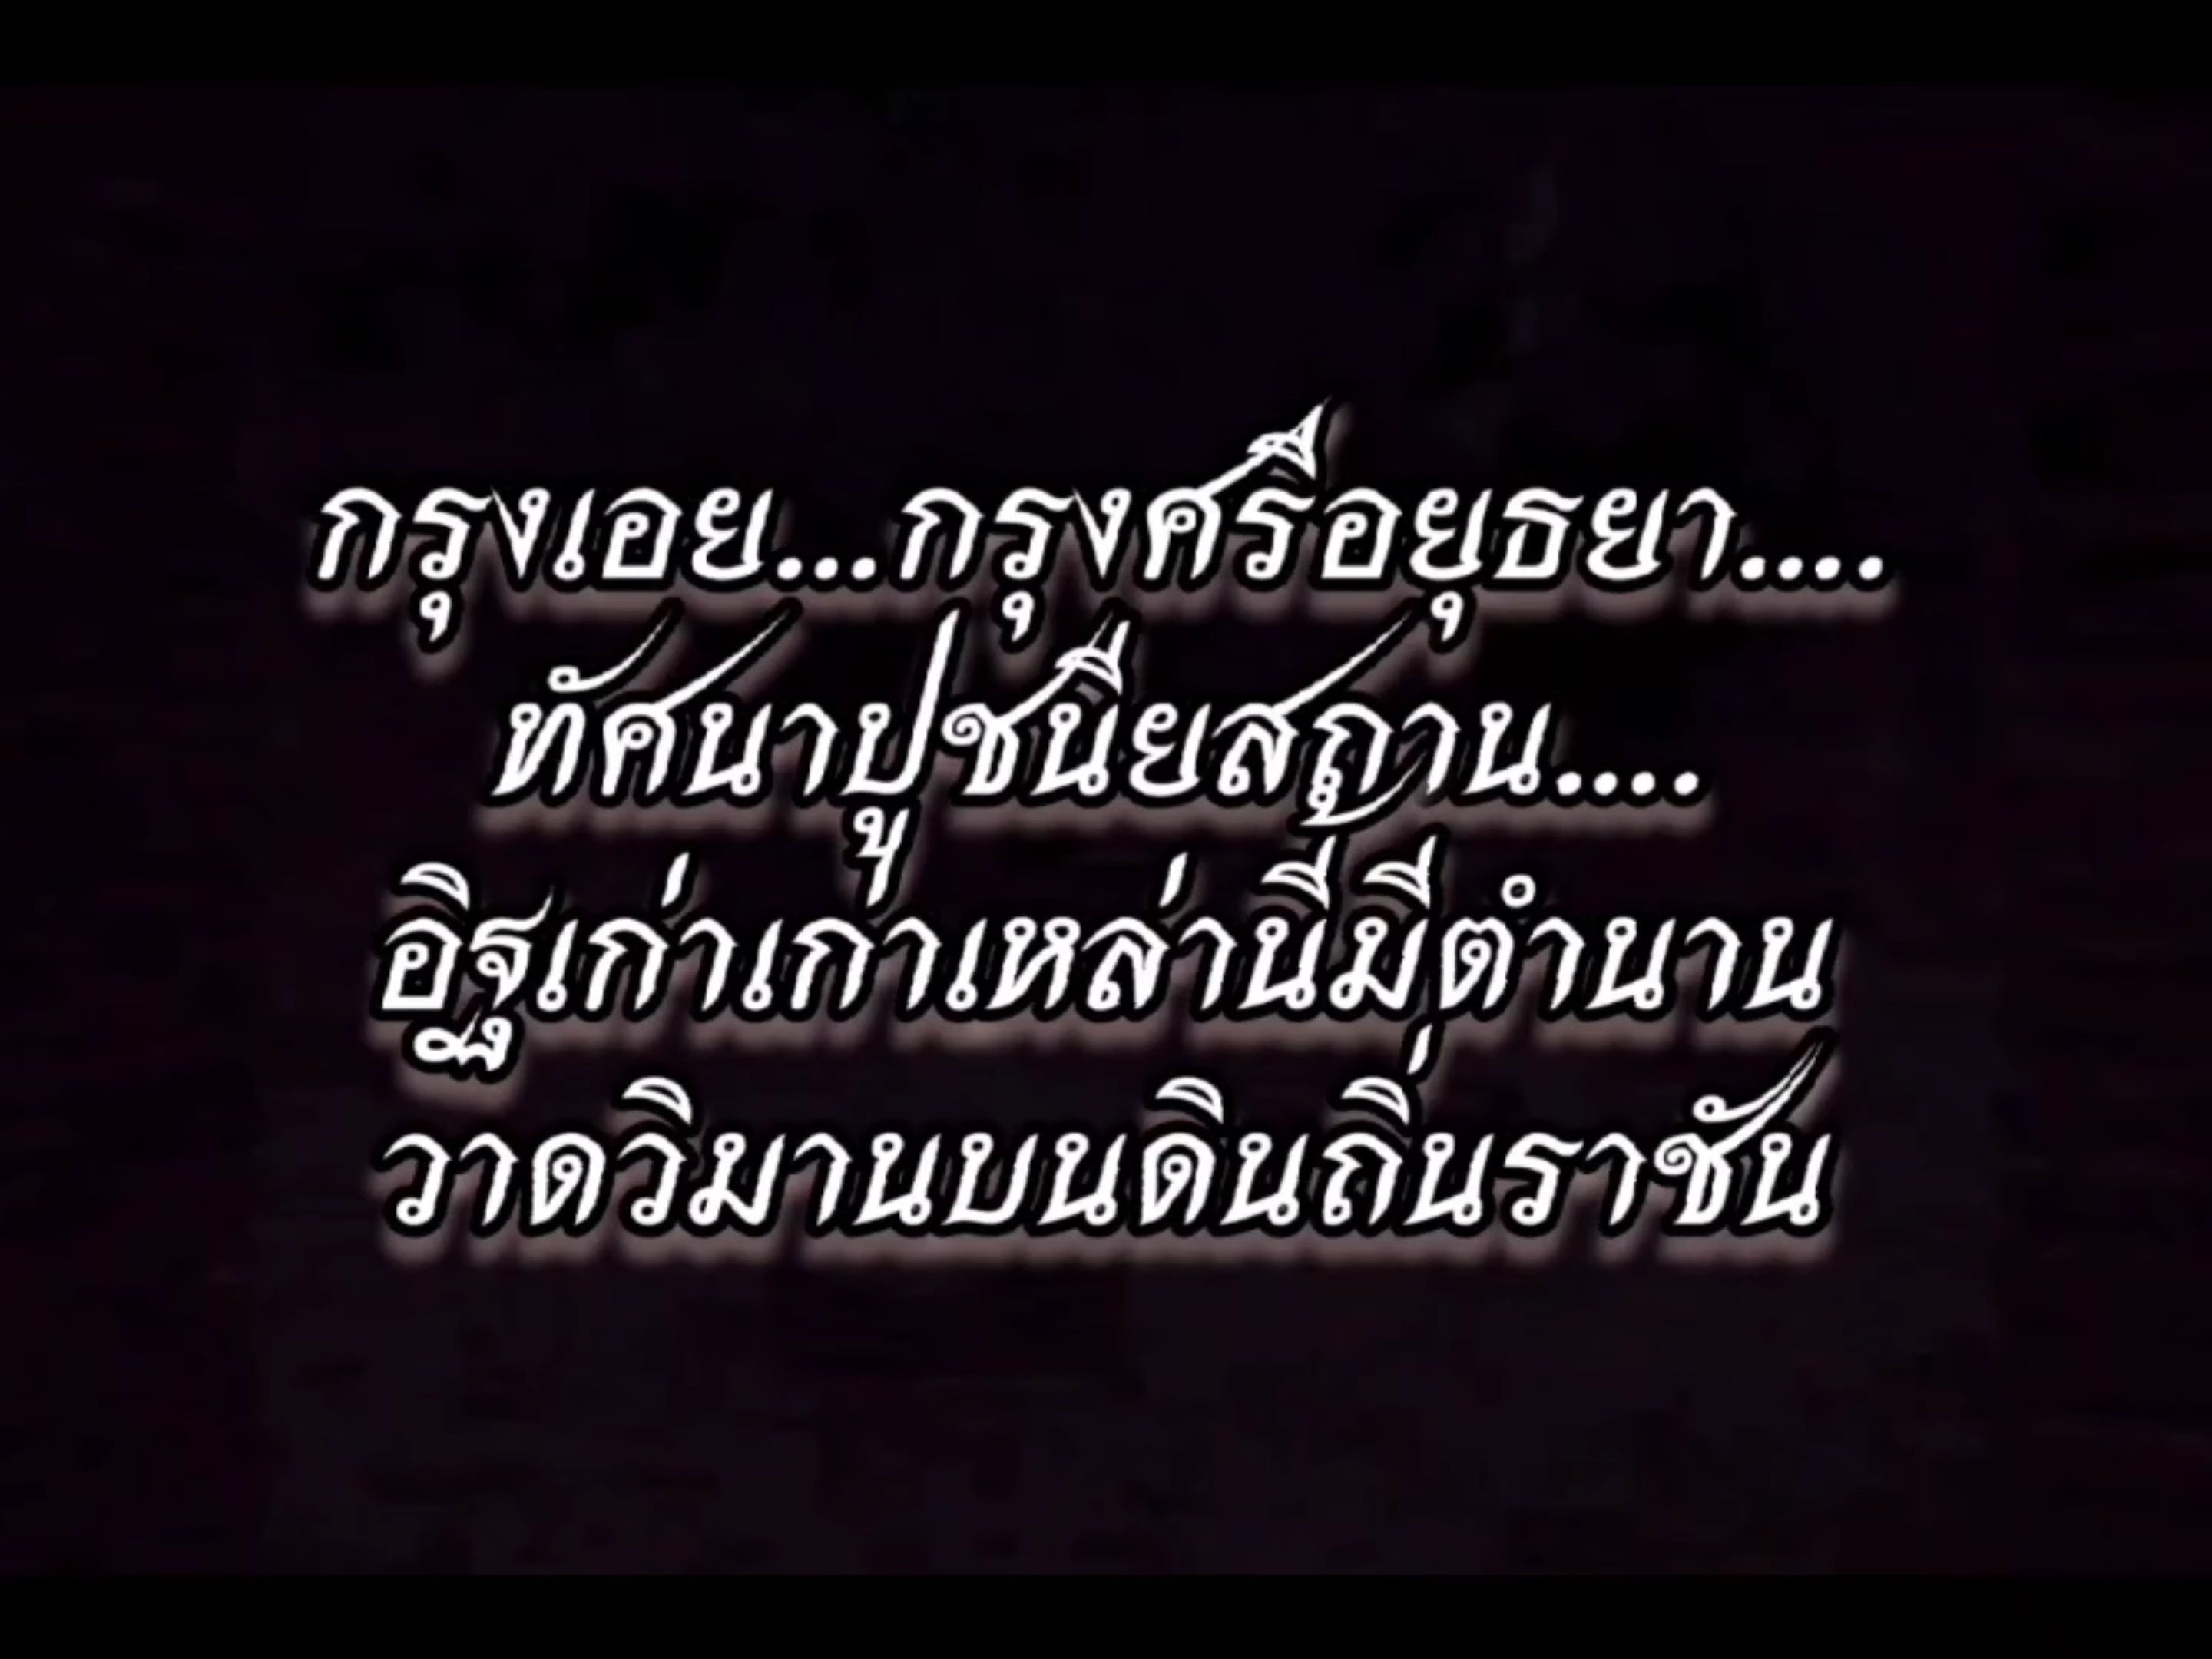 กรุงเอย...กรุงศรีอยุธยา....
ทัศนาปูชนียสถาน....
อิฐเก่าเกาเหล่านี้มีตำนาน
วาดวิมานบนดินถิ่นราชัน